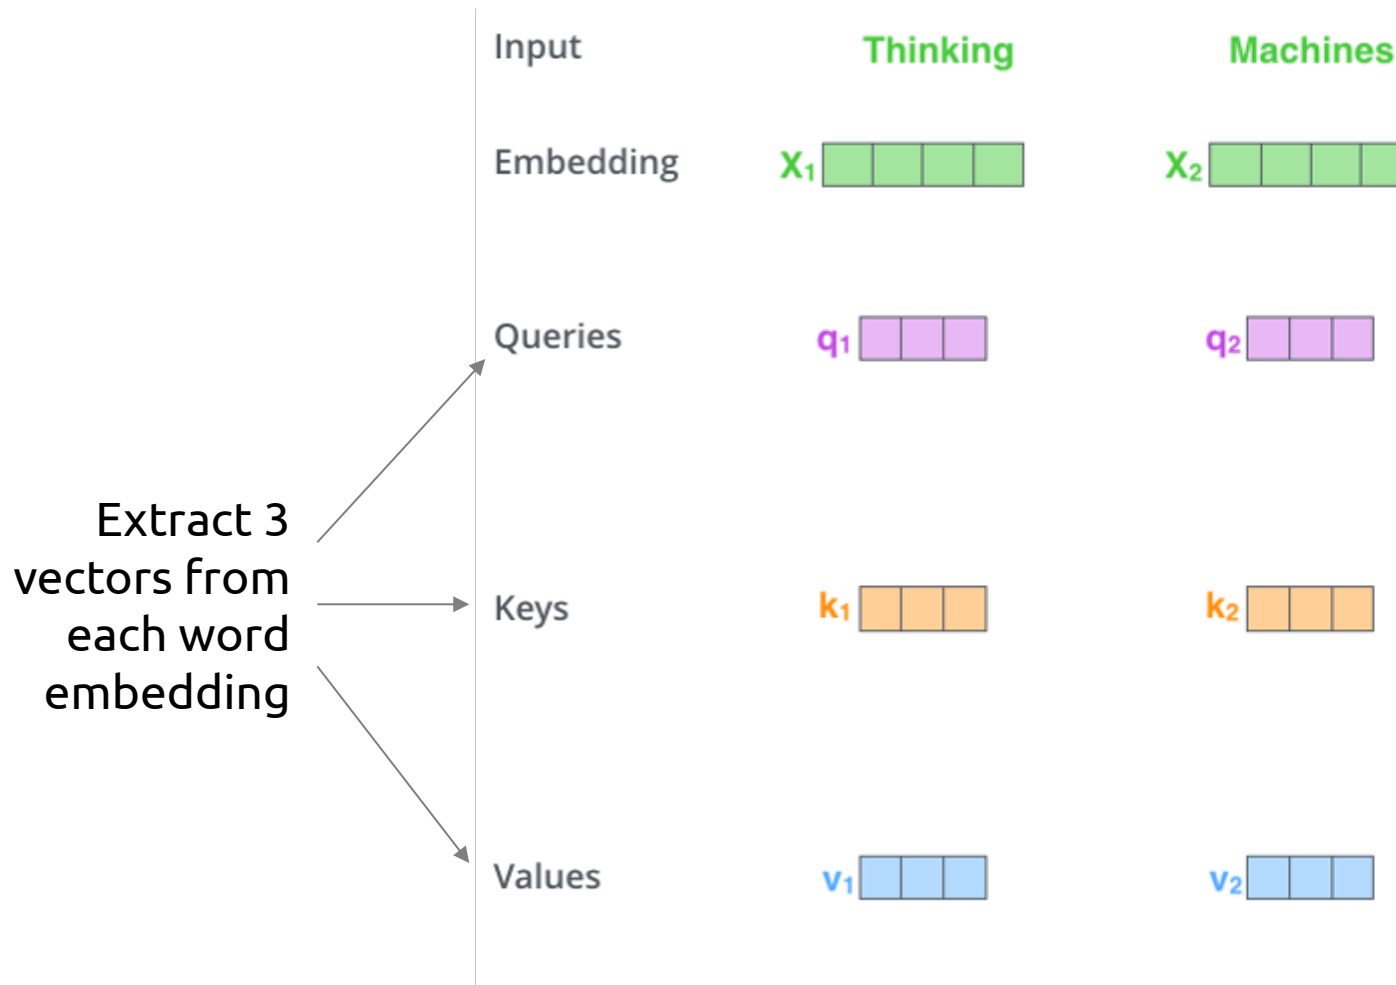 Input Thinking Machines
Embedding X1 X2
Queries q1 q2
Extract 3
vectors from
each word
embedding
Keys k1 k2
Values v1 v2